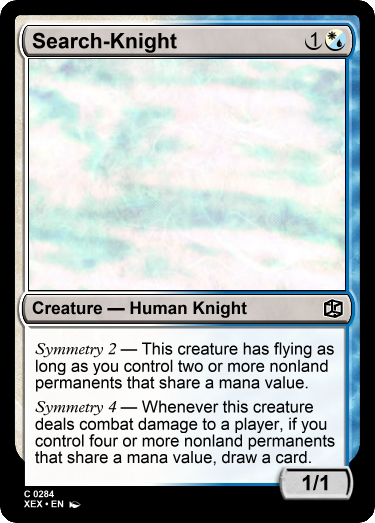 Search-Knight 1
Creature — Human Knight
Symmetry 2 — This creature has flying as
long as you control two or more nonland
permanents that share a mana value.
Symmetry 4 — Whenever this creature
deals combat damage to a player, if you
control four or more nonland permanents
that share a mana value, draw a card.
1/1
C 0284
XEX • EN